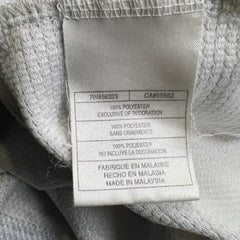 RN#56323 CA#05553
100% POLYESTER
EXCLUSIVE OF DECORATION
100% POLYESTER
SANS ORNEMENTS
100% POLIESTER
NO INCLUYE LA DECORACION
FABRIQUE EN MALAISIE
HECHO EN MALASIA
MADE IN MALAYSIA